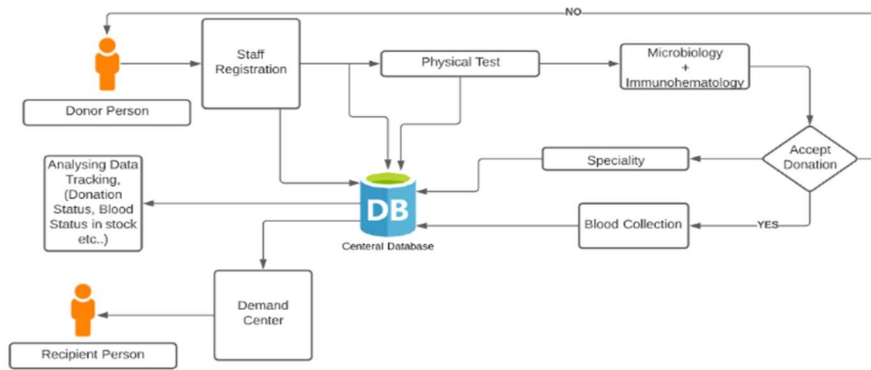 NO
Staff
Registration
Physical Test
Microbiology
+
Immunohematology
Donor Person
Accept
Donation
Speciality
Analysing Data
Tracking,
(Donation
Status, Blood
Status in stock
etc..)
DB
Centeral Database
Blood Collection
YES
Demand
Center
Recipient Person